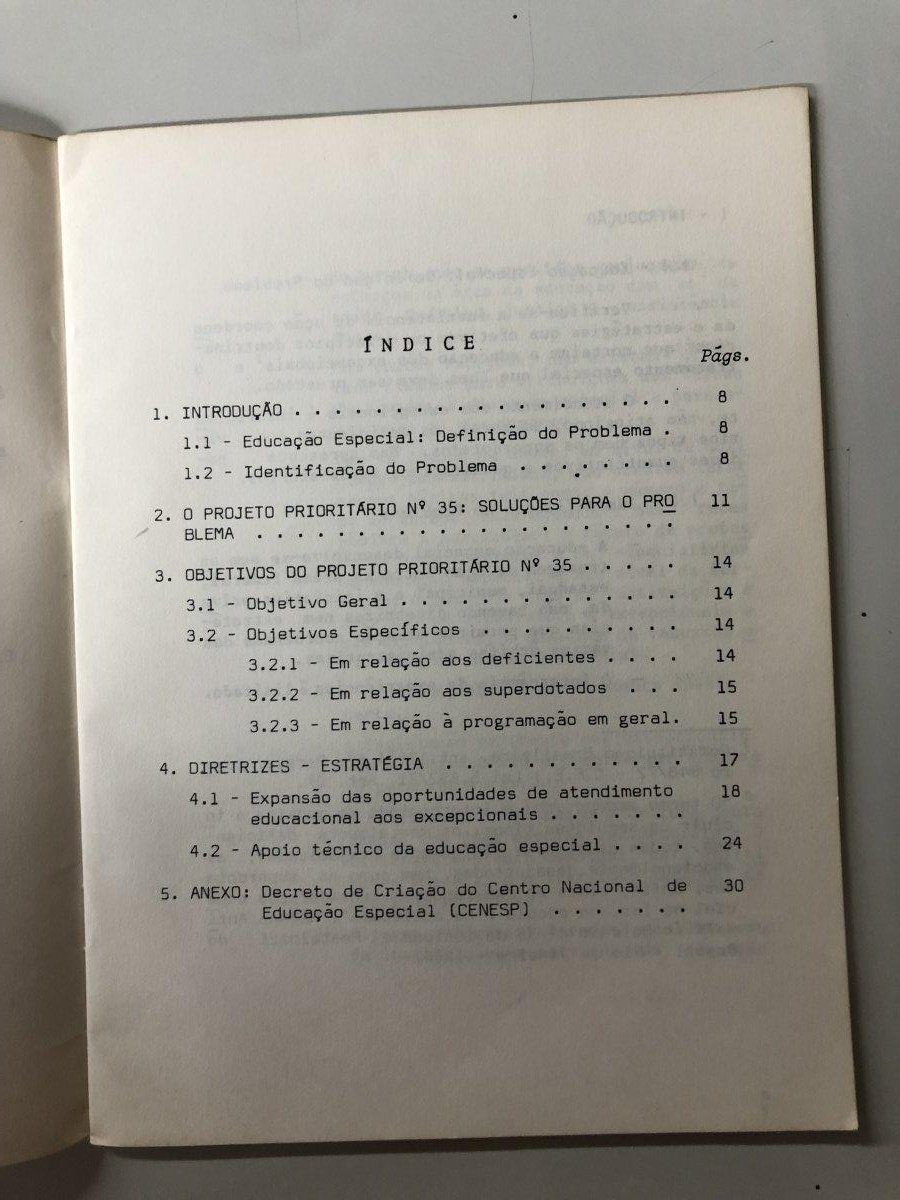 ÍNDICE
Págs.
1. INTRODUÇÃO . . . . . . . . . . . . . . . . . . . 8
1.1 - Educação Especial: Definição do Problema . 8
1.2 - Identificação do Problema . . . . . . . . 8
2. O PROJETO PRIORITÁRIO Nº 35: SOLUÇÕES PARA O PRO 11
BLEMA . . . . . . . . . . . . . . . . . . . . .
3. OBJETIVOS DO PROJETO PRIORITÁRIO Nº 35 . . . . . 14
3.1 - Objetivo Geral . . . . . . . . . . . . . . 14
3.2 - Objetivos Específicos . . . . . . . . . . 14
3.2.1 - Em relação aos deficientes . . . . 14
3.2.2 - Em relação aos superdotados . . . 15
3.2.3 - Em relação à programação em geral. 15
4. DIRETRIZES - ESTRATÉGIA . . . . . . . . . . . . 17
4.1 - Expansão das oportunidades de atendimento 18
educacional aos excepcionais . . . . . . .
4.2 - Apoio técnico da educação especial . . . . 24
5. ANEXO: Decreto de Criação do Centro Nacional de 30
Educação Especial (CENESP) . . . . . . .